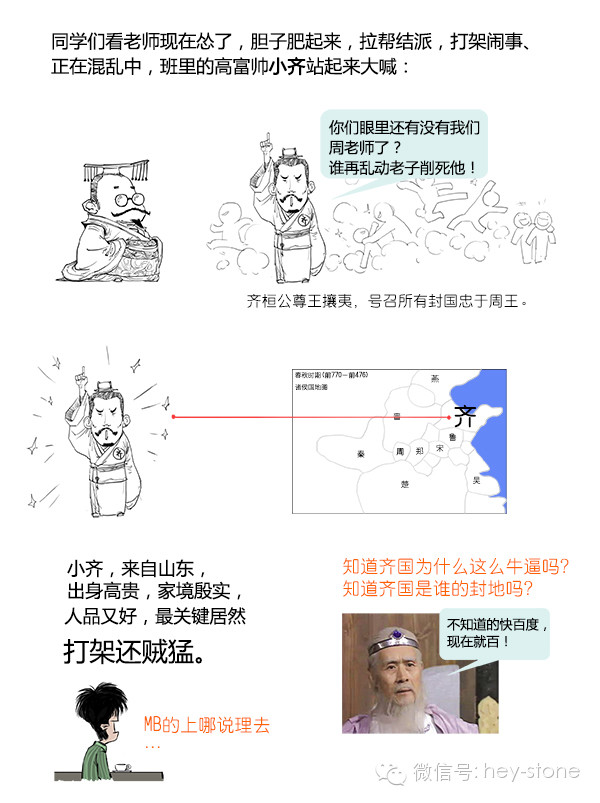 同学们看老师现在怂了，胆子肥起来，拉帮结派，打架闹事、
正在混乱中，班里的高富帅小齐站起来大喊：
你们眼里还有没有我们
周老师了？
谁再乱动老子削死他！
齐
齐桓公尊王攘夷，号召所有封国忠于周王。
齐
春秋时期(前770－前476)
诸侯国地图
燕
齐
晋
鲁
秦
周
郑
宋
楚
吴
小齐，来自山东，
出身高贵，家境殷实，
人品又好，最关键居然
打架还贼猛。
MB的上哪说理去
...
知道齐国为什么这么牛逼吗?
知道齐国是谁的封地吗?
不知道的快百度，
现在就百！
微信号: hey-stone